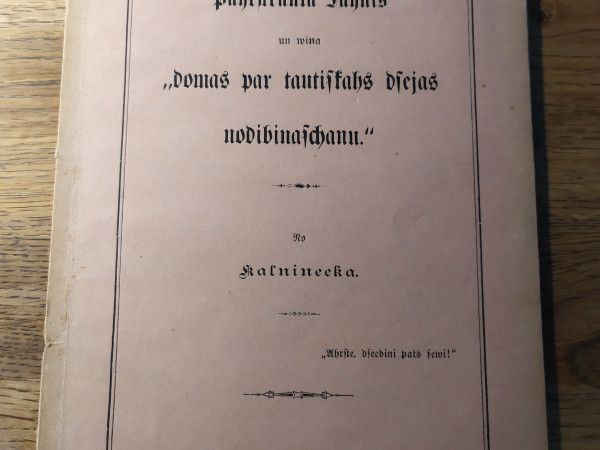 un wina
„domas par tautiſkahs dſejas
nodibinaſchanu.“
No
Kalnineeka.
„Ahrſte, dſeedini pats ſewi!“